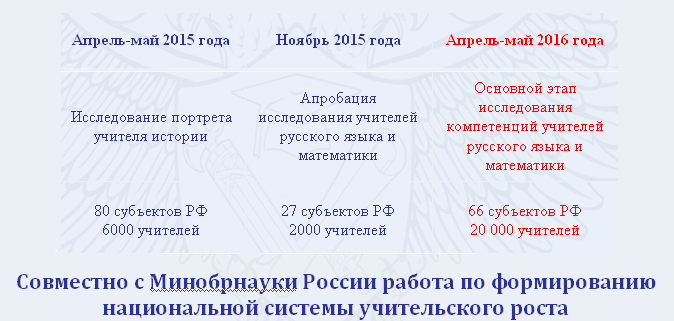 Апрель-май 2015 года
Ноябрь 2015 года
Апрель-май 2016 года
Исследование портрета
учителя истории
Апробация
исследования учителей
русского языка и
математики
Основной этап
исследования
компетенций учителей
русского языка и
математики
80 субъектов РФ
6000 учителей
27 субъектов РФ
2000 учителей
66 субъектов РФ
20 000 учителей
Совместно с Минобрнауки России работа по формированию
национальной системы учительского роста